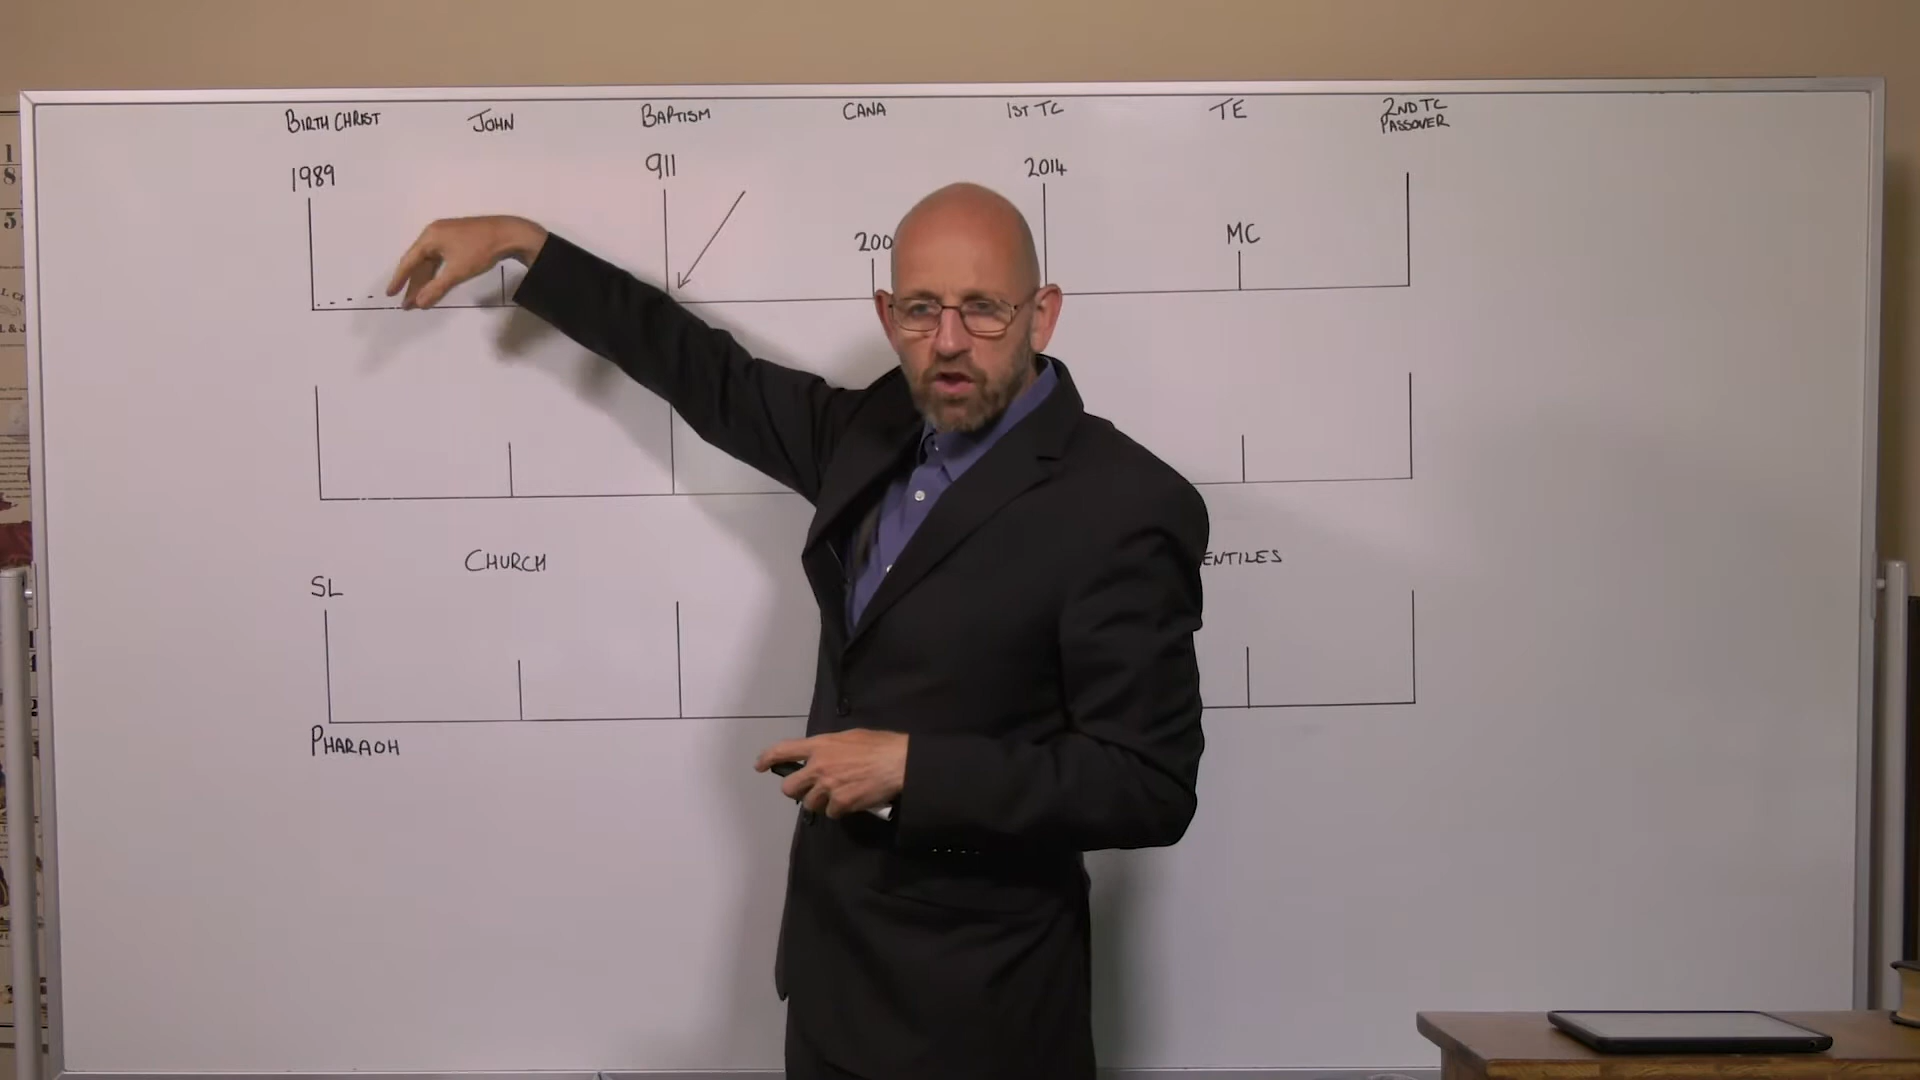 BIRTH CHRIST
JOHN
BAPTISM
CANA
1ST TC
TE
2ND TC
PASSOVER
1989
911
2014
200
MC
CHURCH
ENTILES
SL
PHARAOH